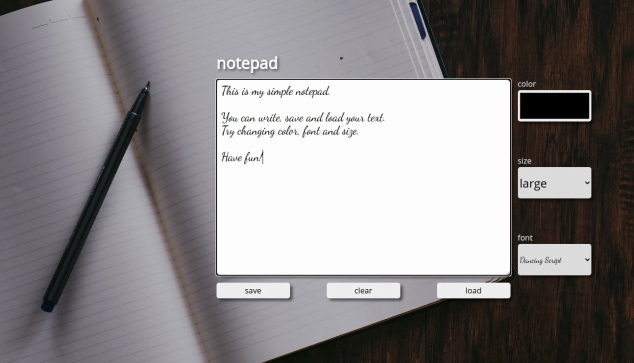 notepad
This is my simple notepad.
You can write, save and load your text.
Try changing color, font and size.
Have fun!
color
size
large
font
Dancing Script
save
clear
load